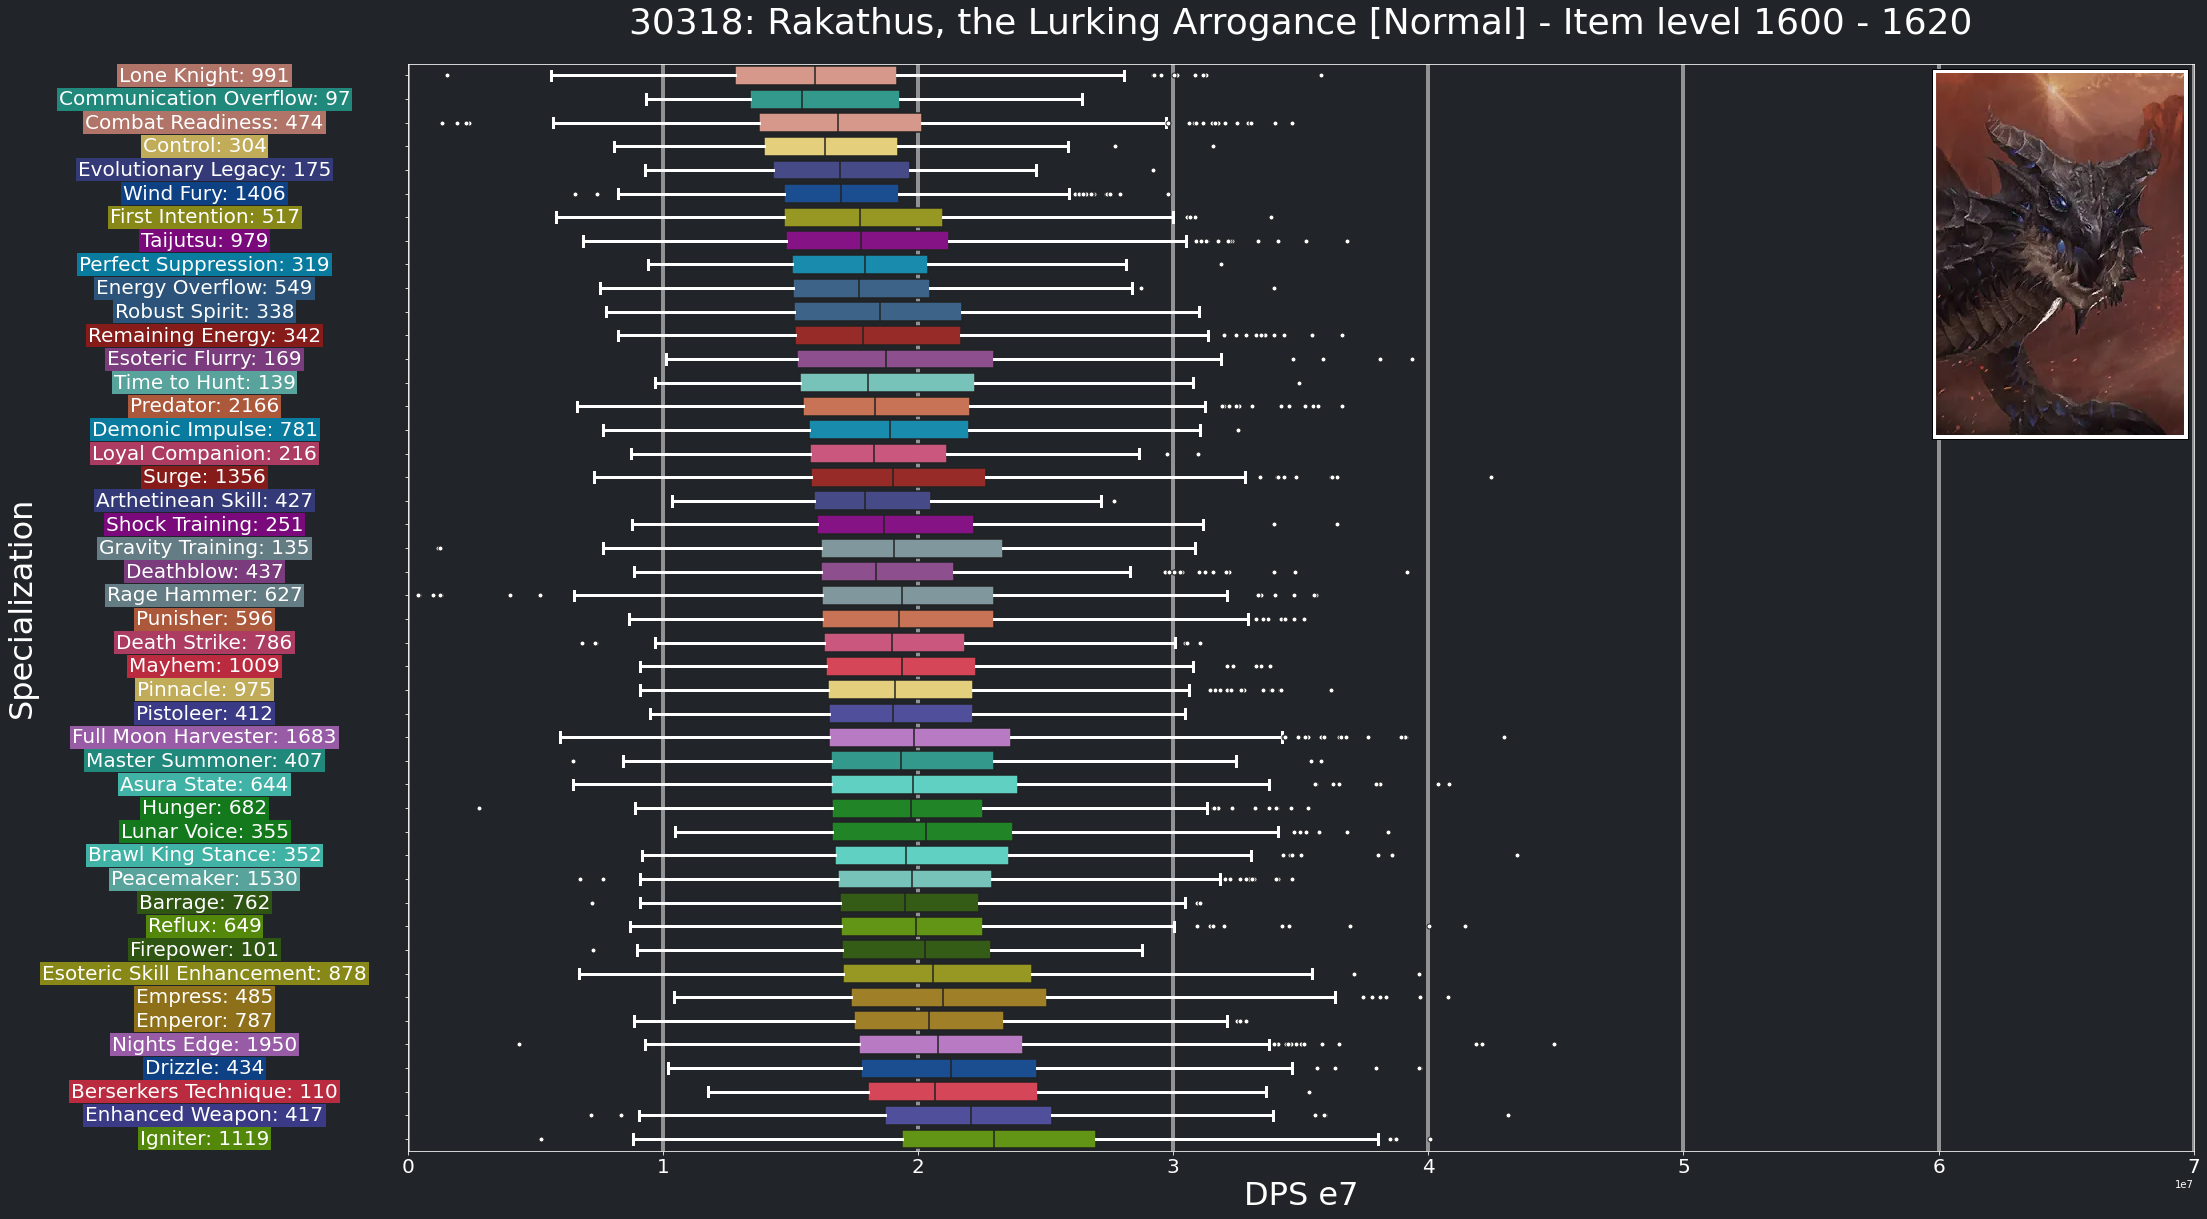 30318: Rakathus, the Lurking Arrogance [Normal] - Item level 1600 - 1620
Specialization
Lone Knight: 991
Communication Overflow: 97
Combat Readiness: 474
Control: 304
Evolutionary Legacy: 175
Wind Fury: 1406
First Intention: 517
Taijutsu: 979
Perfect Suppression: 319
Energy Overflow: 549
Robust Spirit: 338
Remaining Energy: 342
Esoteric Flurry: 169
Time to Hunt: 139
Predator: 2166
Demonic Impulse: 781
Loyal Companion: 216
Surge: 1356
Arthetinean Skill: 427
Shock Training: 251
Gravity Training: 135
Deathblow: 437
Rage Hammer: 627
Punisher: 596
Death Strike: 786
Mayhem: 1009
Pinnacle: 975
Pistoleer: 412
Full Moon Harvester: 1683
Master Summoner: 407
Asura State: 644
Hunger: 682
Lunar Voice: 355
Brawl King Stance: 352
Peacemaker: 1530
Barrage: 762
Reflux: 649
Firepower: 101
Esoteric Skill Enhancement: 878
Empress: 485
Emperor: 787
Nights Edge: 1950
Drizzle: 434
Berserkers Technique: 110
Enhanced Weapon: 417
Igniter: 1119
0 1 2 3 4 5 6 7
1e7
DPS e7